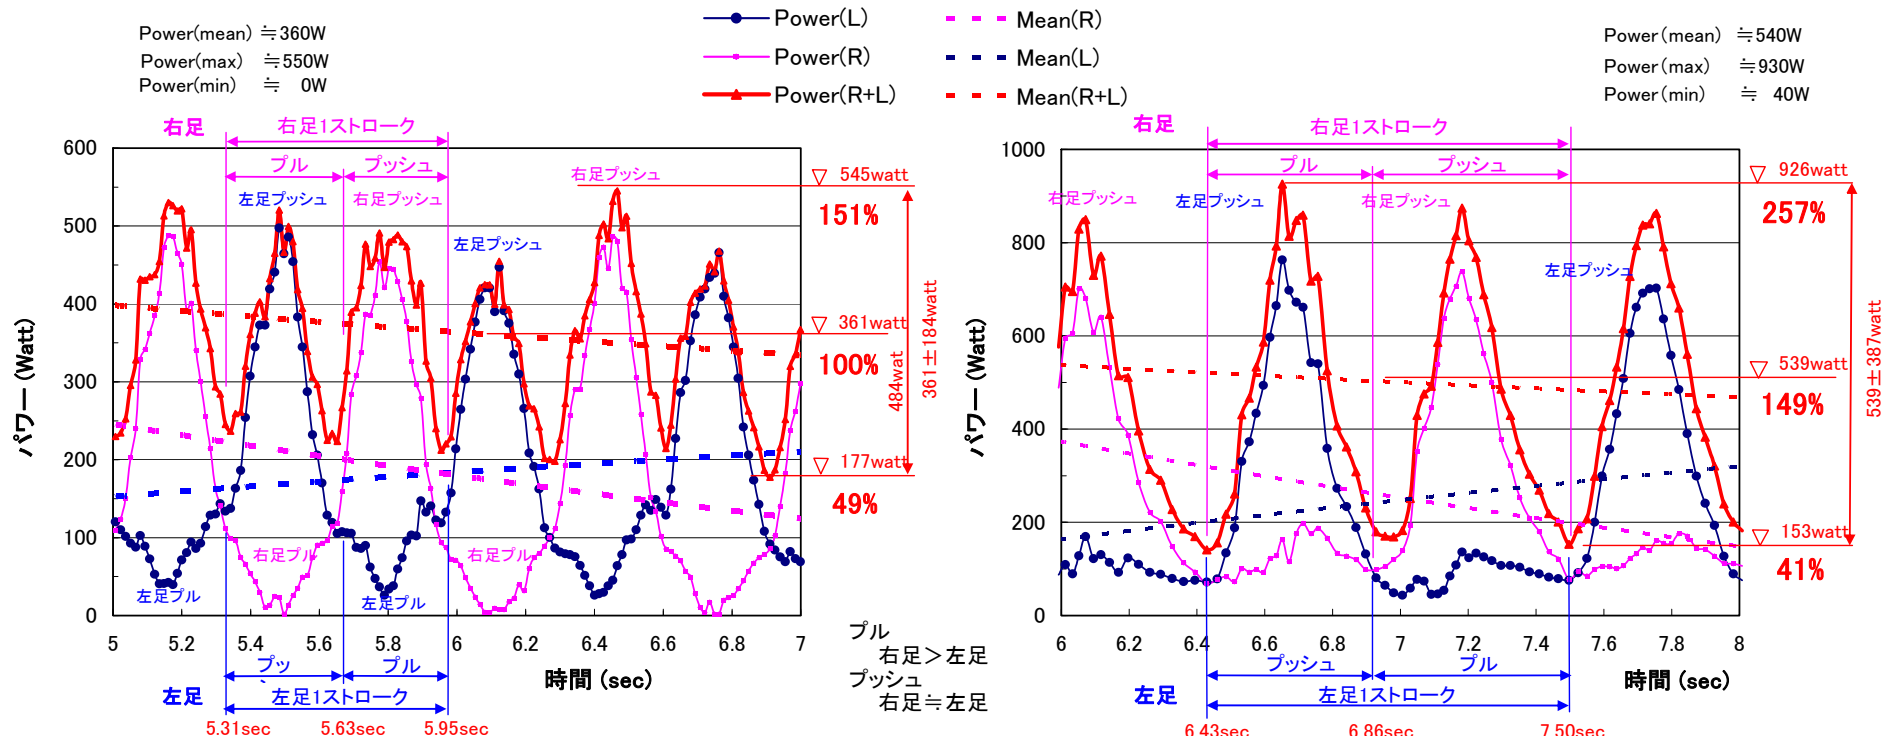 Power(mean) ≒360W
Power(max) ≒550W
Power(min) ≒ 0W
Power(L)
Power(R)
Power(R+L)
Mean(R)
Mean(L)
Mean(R+L)
Power(mean) ≒540W
Power(max) ≒930W
Power(min) ≒ 40W
右足
右足1ストローク
プル
プッシュ
左足プッシュ
右足プッシュ
左足プッシュ
右足プッシュ
▽ 545watt
151%
▽ 361watt
100%
▽ 177watt
49%
484wat
361±184watt
右足プル
右足プル
左足プル
左足プル
パワー (Watt)
600
500
400
300
200
100
0
5
5.2
5.4
5.6
5.8
6
6.2
6.4
6.6
6.8
7
時間 (sec)
プッ
プル
左足
左足1ストローク
5.31sec
5.63sec
5.95sec
プル
右足>左足
プッシュ
右足≒左足
右足
右足1ストローク
プル
プッシュ
右足プッシュ
左足プッシュ
右足プッシュ
左足プッシュ
▽ 926watt
257%
▽ 539watt
149%
▽ 153watt
41%
539±387watt
パワー (Watt)
1000
800
600
400
200
0
6
6.2
6.4
6.6
6.8
7
7.2
7.4
7.6
7.8
8
時間 (sec)
プッシュ
プル
左足
左足1ストローク
6.43sec
6.86sec
7.50sec